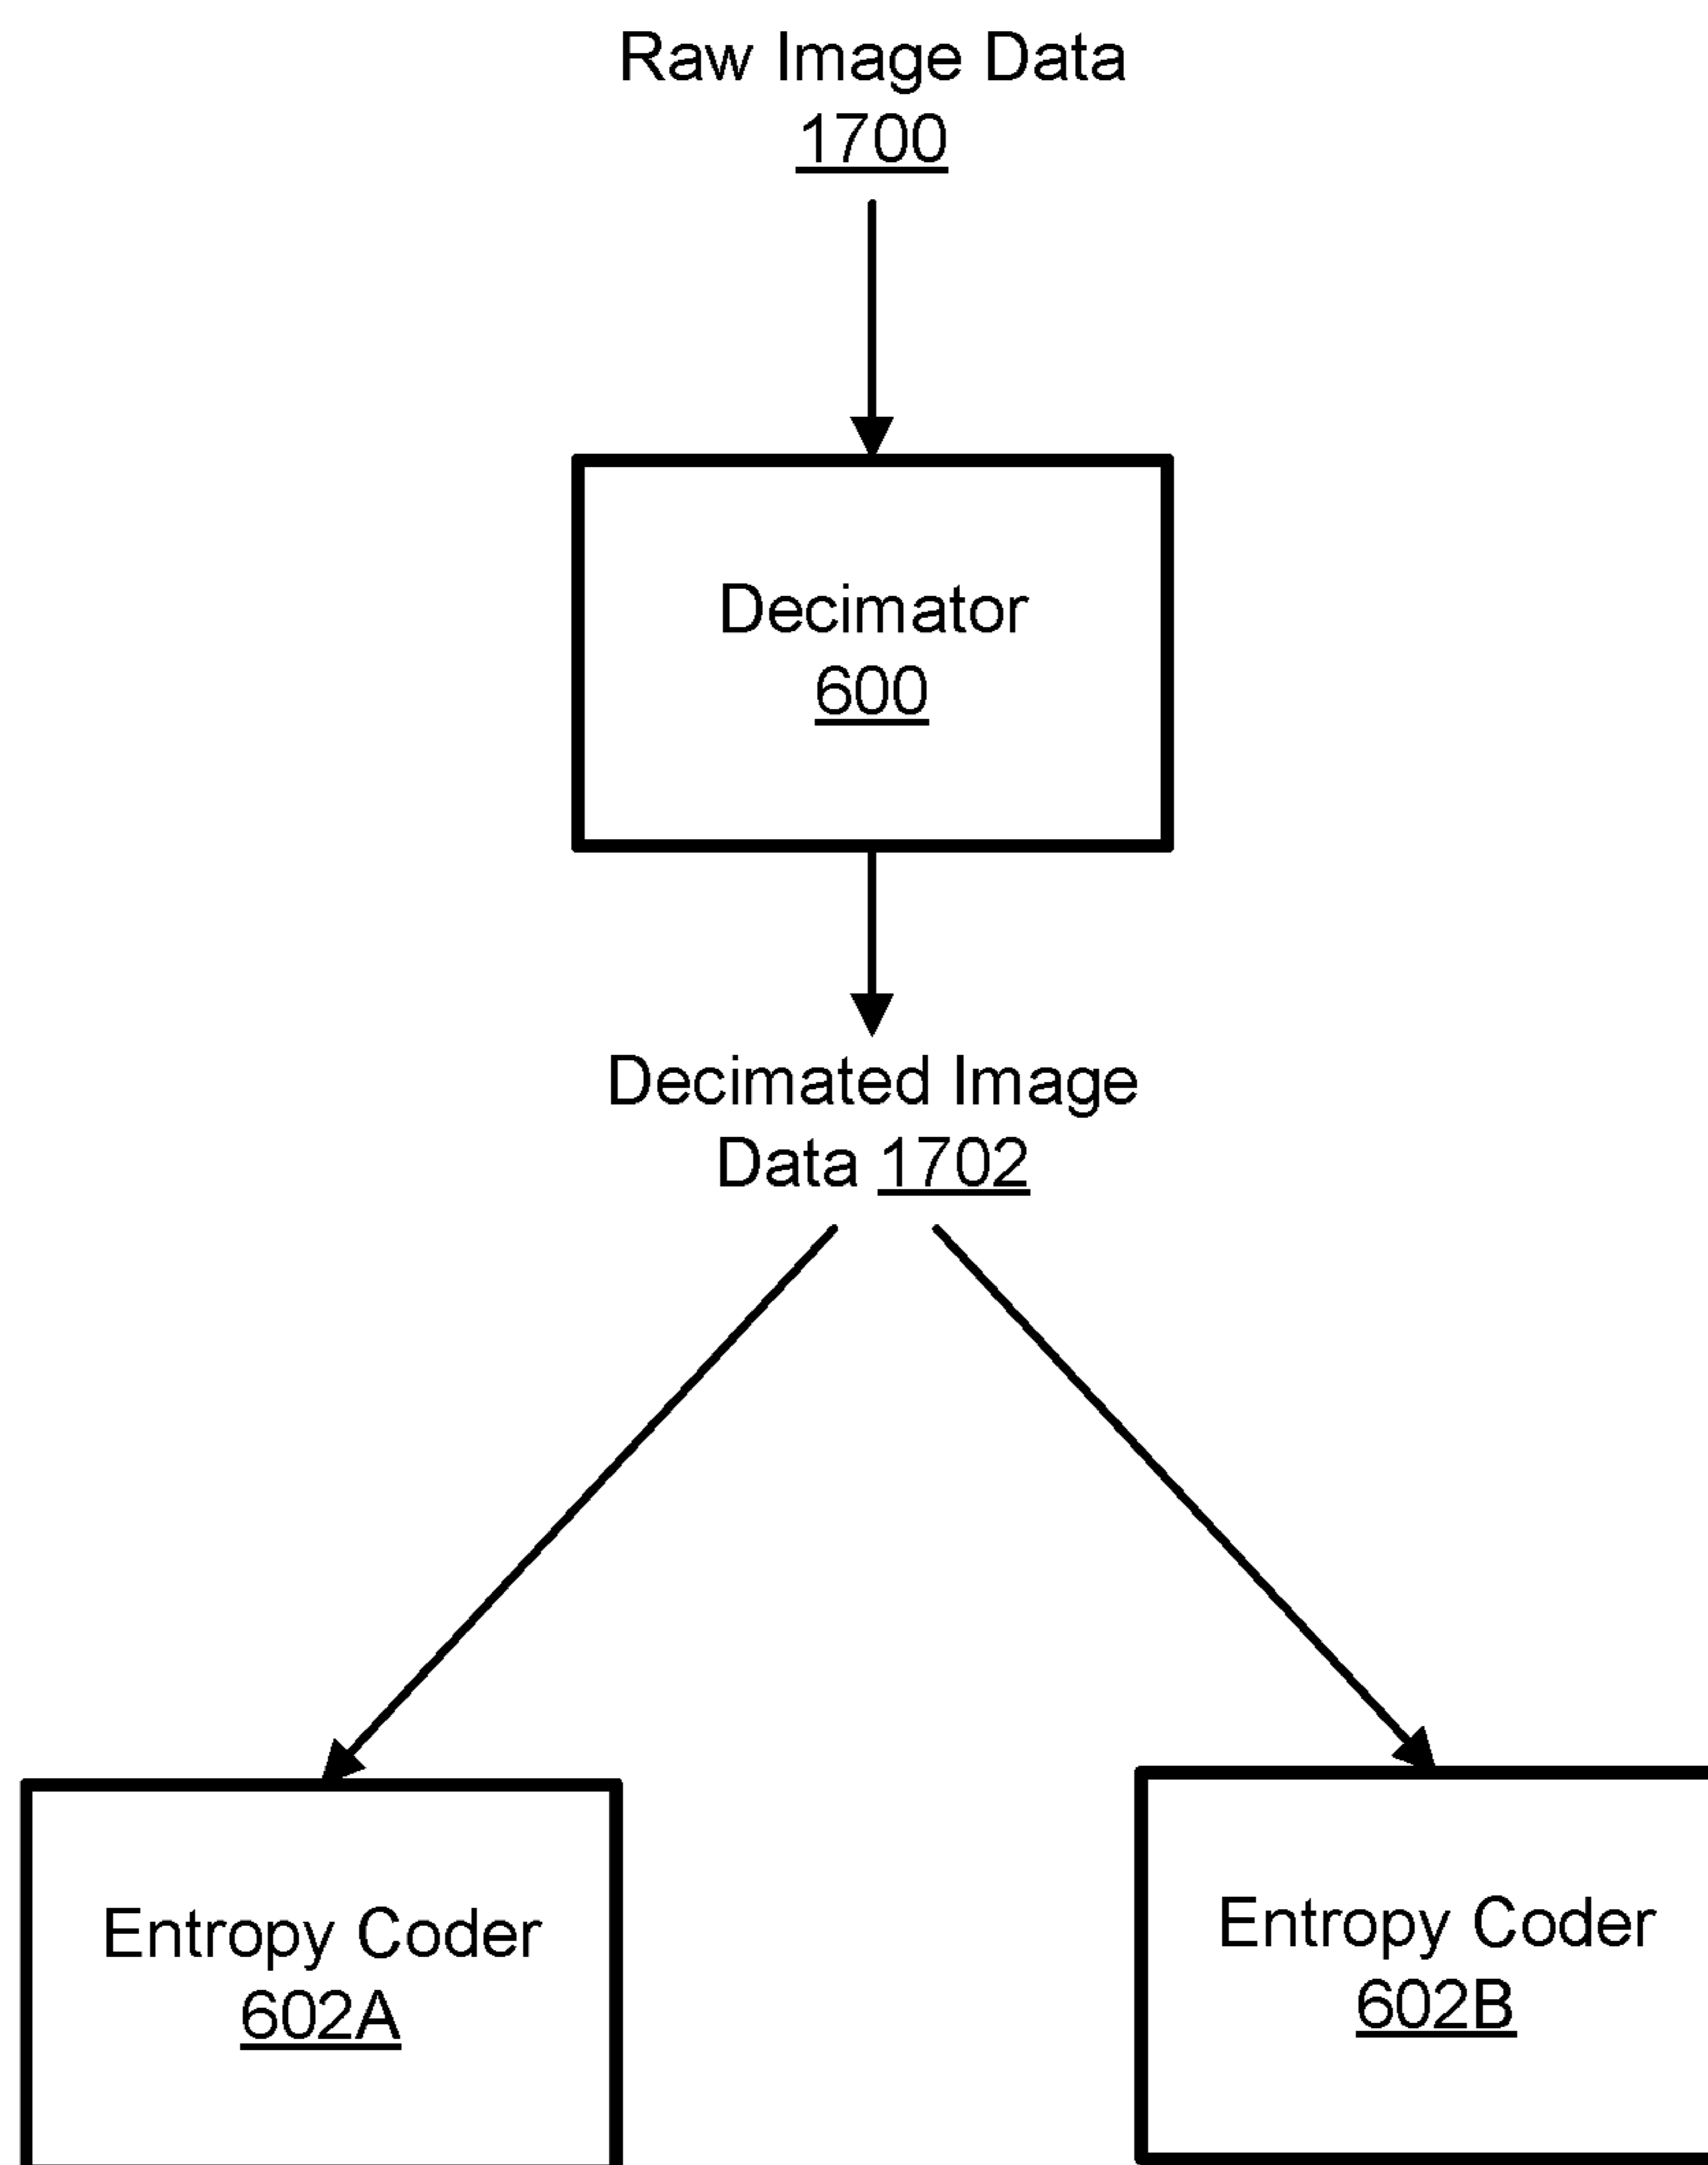 Raw Image Data
1700
Decimator
600
Decimated Image
Data 1702
Entropy Coder
602A
Entropy Coder
602B